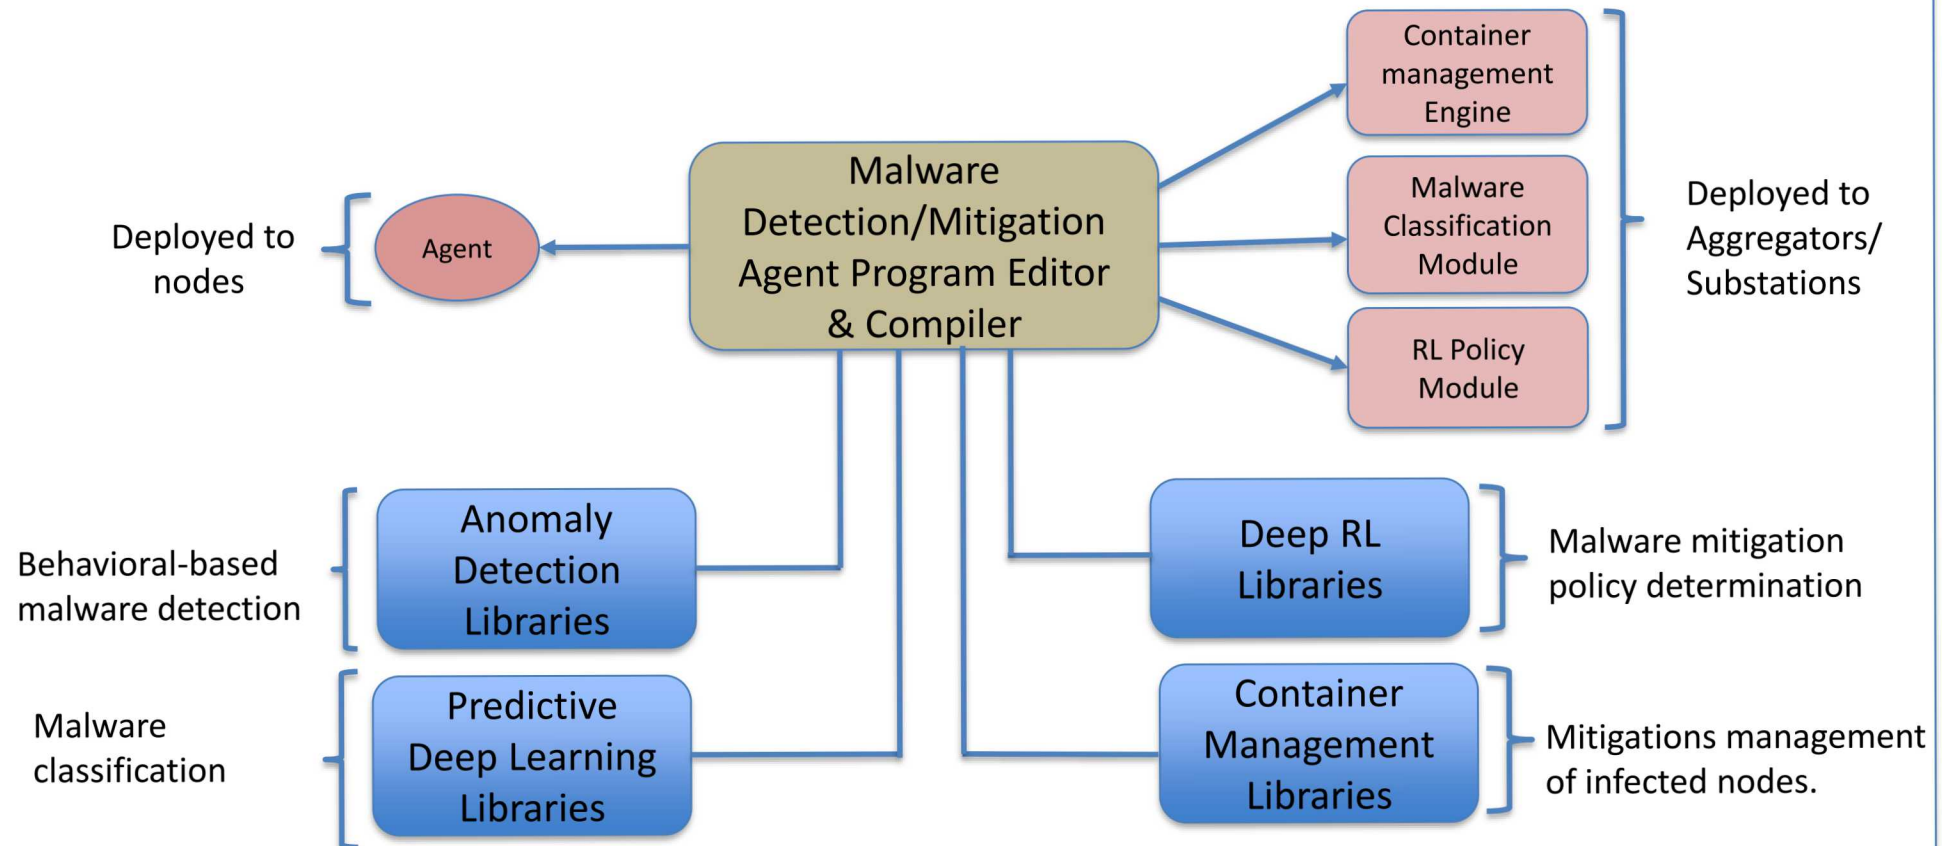 Container
management
Engine
Malware
Detection/Mitigation
Agent Program Editor
& Compiler
Malware
Classification
Module
Deployed to
Aggregators/
Substations
Deployed to
nodes
Agent
RL Policy
Module
Anomaly
Detection
Libraries
Behavioral-based
malware detection
Deep RL
Libraries
Malware mitigation
policy determination
Predictive
Deep Learning
Libraries
Malware
classification
Container
Management
Libraries
Mitigations management
of infected nodes.